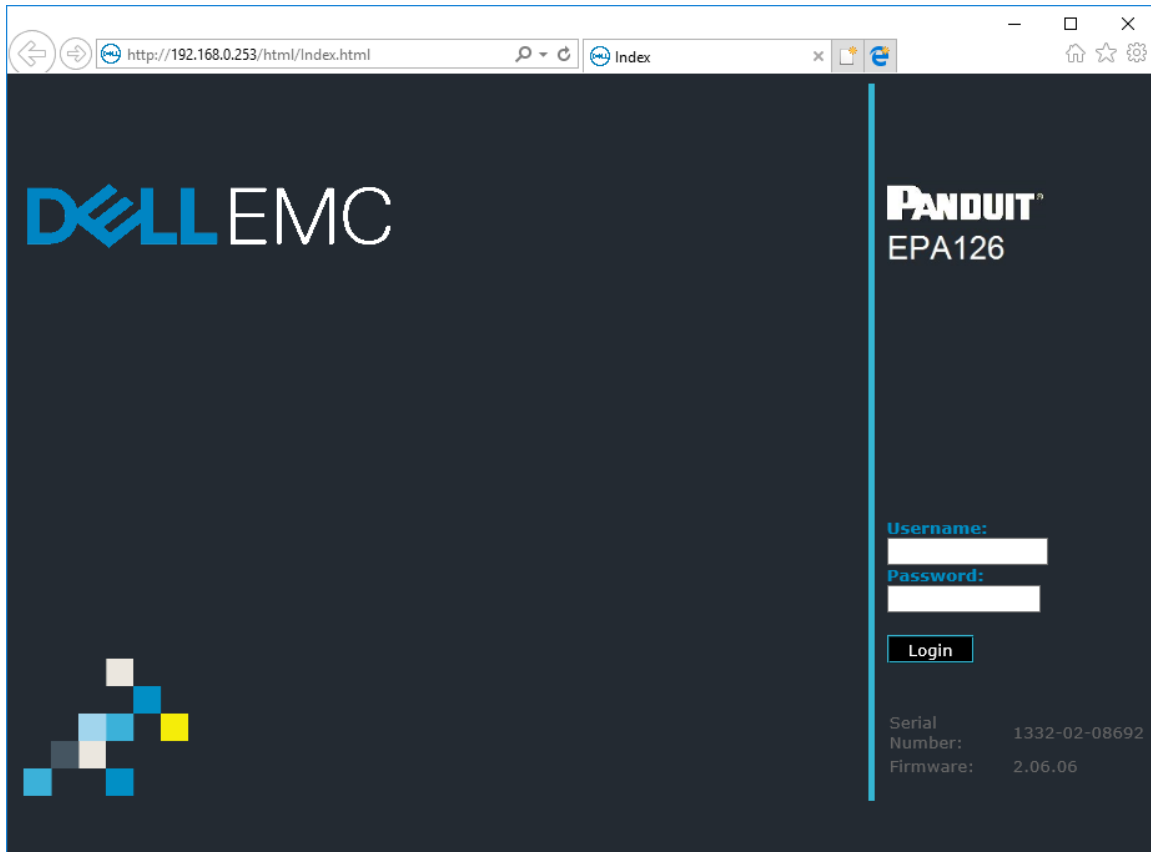 http://192.168.0.253/html/Index.html
Index
DELL EMC
PANDUIT®
EPA126
Username:
Password:
Login
Serial Number: 1332-02-08692
Firmware: 2.06.06